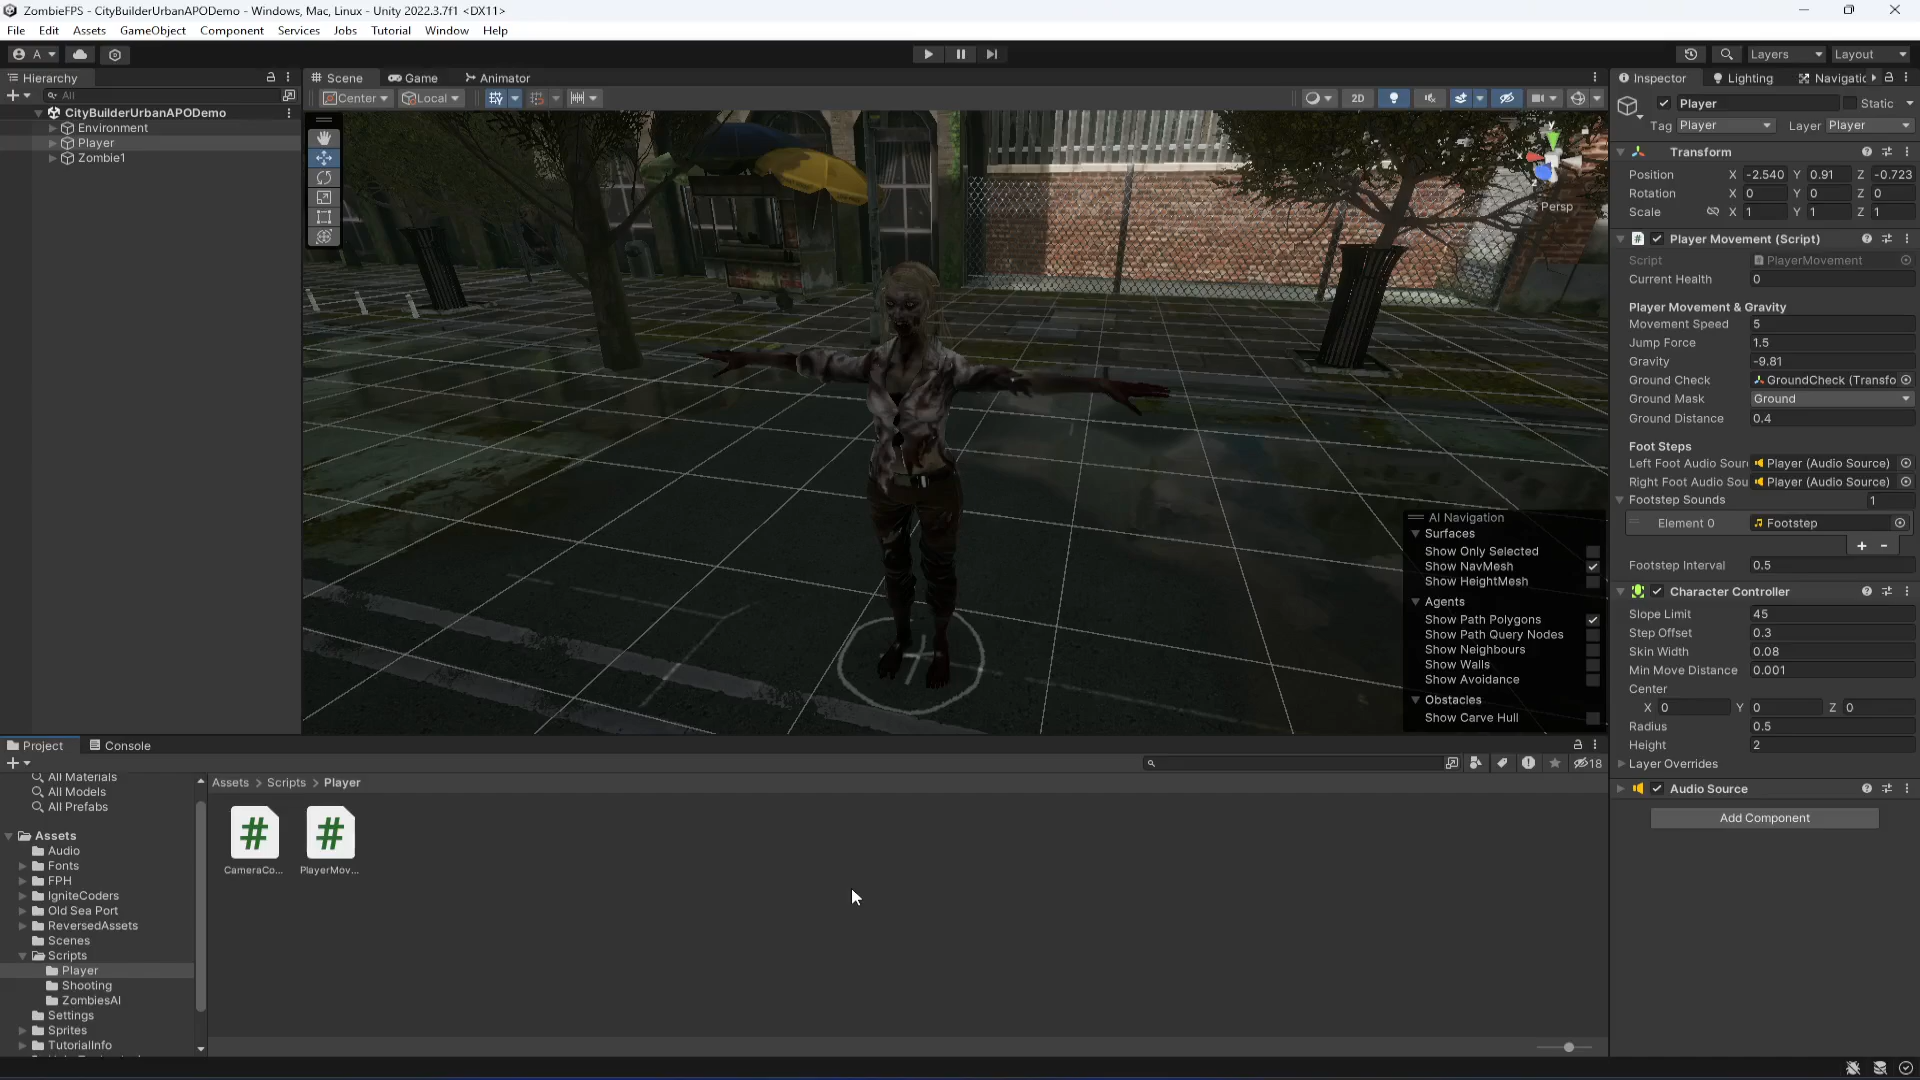 ZombieFPS - CityBuilderUrbanAPODemo - Windows, Mac, Linux - Unity 2022.3.7f1 <DX11>
File Edit Assets GameObject Component Services Jobs Tutorial Window Help
A Layers Layout
Hierarchy
All
CityBuilderUrbanAPODemo
Environment
Player
Zombie1
Scene Game Animator
Center Local 2D
Persp
AI Navigation
Surfaces
Show Only Selected
Show NavMesh
Show HeightMesh
Agents
Show Path Polygons
Show Path Query Nodes
Show Neighbours
Show Walls
Show Avoidance
Obstacles
Show Carve Hull
Inspector Lighting Navigatic
Player Static
Tag Player Layer Player
Transform
Position X -2.540 Y 0.91 Z -0.723
Rotation X 0 Y 0 Z 0
Scale X 1 Y 1 Z 1
# Player Movement (Script)
Script PlayerMovement
Current Health 0
Player Movement & Gravity
Movement Speed 5
Jump Force 1.5
Gravity -9.81
Ground Check GroundCheck (Transfo
Ground Mask Ground
Ground Distance 0.4
Foot Steps
Left Foot Audio Sour Player (Audio Source)
Right Foot Audio Sou Player (Audio Source)
Footstep Sounds 1
Element 0 Footstep
+ -
Footstep Interval 0.5
Character Controller
Slope Limit 45
Step Offset 0.3
Skin Width 0.08
Min Move Distance 0.001
Center
X 0 Y 0 Z 0
Radius 0.5
Height 2
Layer Overrides
Audio Source
Add Component
Project Console
18
All Materials
All Models
All Prefabs
Assets
Audio
Fonts
FPH
IgniteCoders
Old Sea Port
ReversedAssets
Scenes
Scripts
Player
Shooting
ZombiesAI
Settings
Sprites
TutorialInfo
Assets > Scripts > Player
# #
CameraCo... PlayerMov...